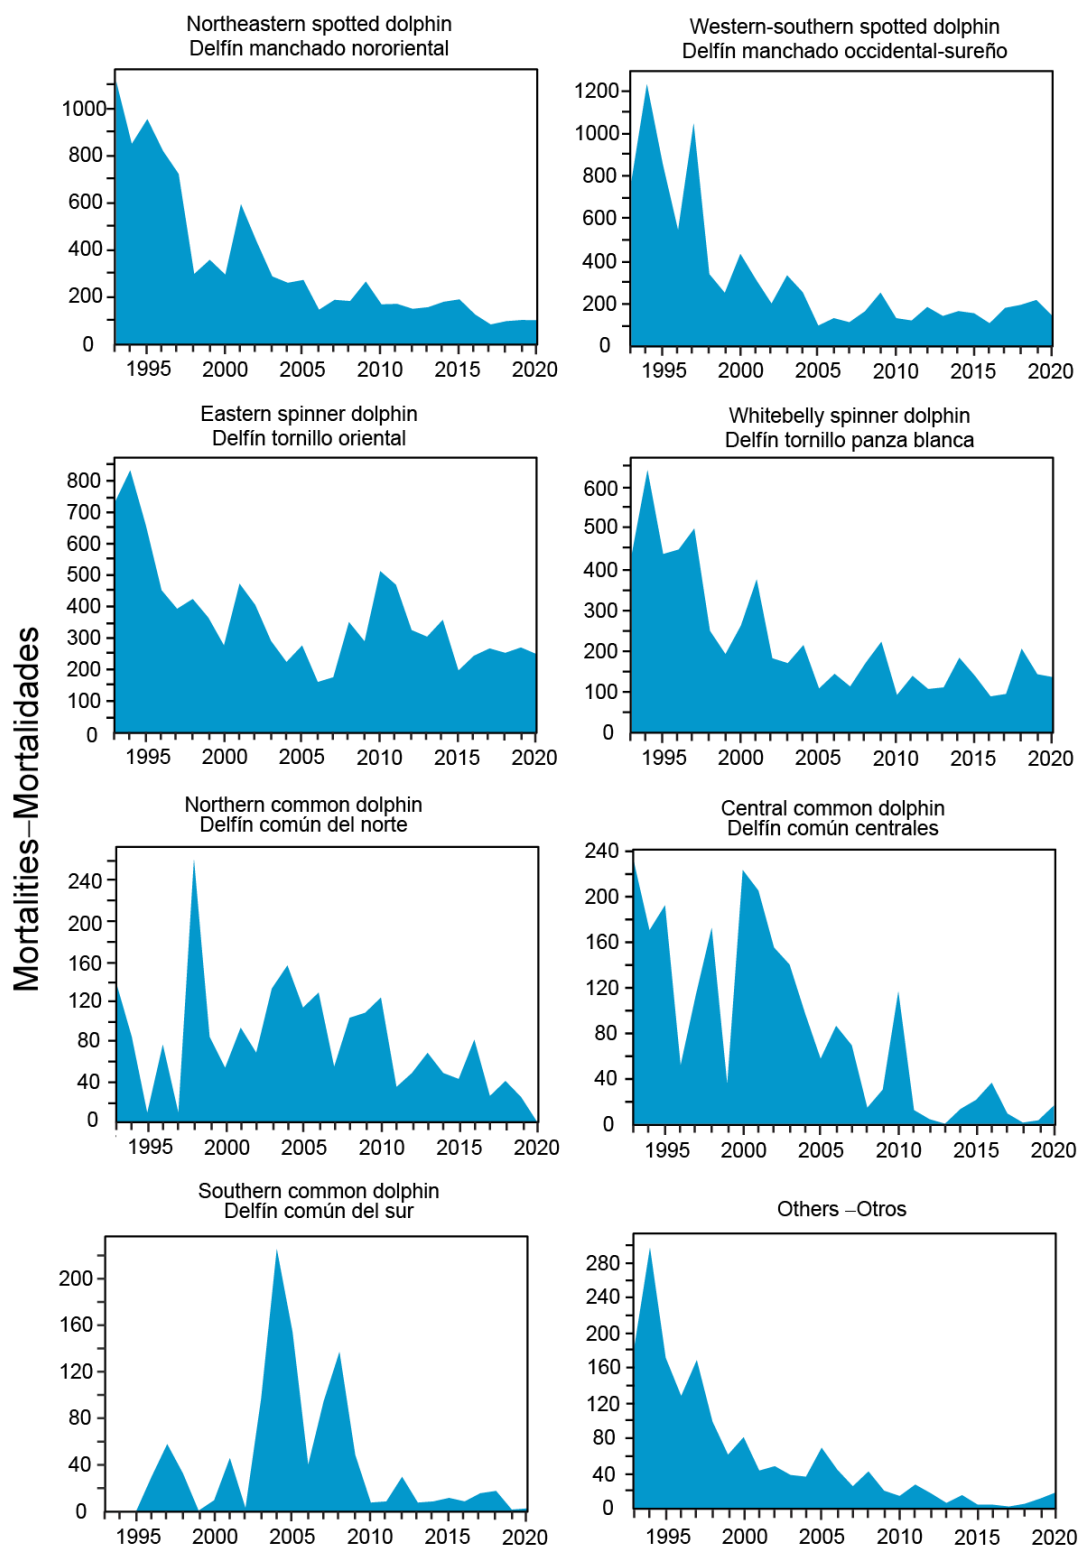 Northeastern spotted dolphin
Delfín manchado nororiental
1000
800
600
400
200
0
1995 2000 2005 2010 2015 2020
Western-southern spotted dolphin
Delfín manchado occidental-sureño
1200
1000
800
600
400
200
0
1995 2000 2005 2010 2015 2020
Eastern spinner dolphin
Delfín tornillo oriental
800
700
600
500
400
300
200
100
0
1995 2000 2005 2010 2015 2020
Whitebelly spinner dolphin
Delfín tornillo panza blanca
600
500
400
300
200
100
0
1995 2000 2005 2010 2015 2020
Mortalities–Mortalidades
Northern common dolphin
Delfín común del norte
240
200
160
120
80
40
0
1995 2000 2005 2010 2015 2020
Central common dolphin
Delfín común centrales
240
200
160
120
80
40
0
1995 2000 2005 2010 2015 2020
Southern common dolphin
Delfín común del sur
200
160
120
80
40
0
1995 2000 2005 2010 2015 2020
Others –Otros
280
240
200
160
120
80
40
0
1995 2000 2005 2010 2015 2020